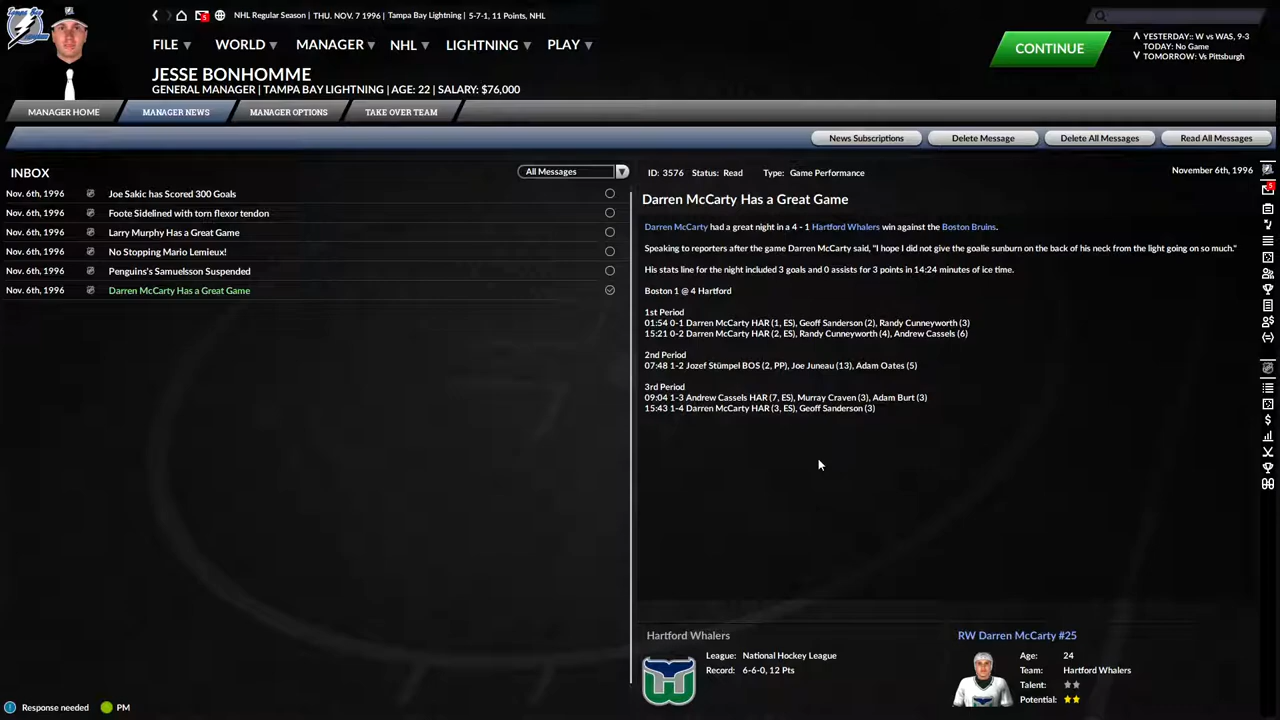 NHL Regular Season | THU. NOV. 7 1996 | Tampa Bay Lightning | 5-7-1, 11 Points, NHL
5
FILE WORLD MANAGER NHL LIGHTNING PLAY
CONTINUE
YESTERDAY: W vs WAS, 9-3
TODAY: No Game
TOMORROW: Vs Pittsburgh
JESSE BONHOMME
GENERAL MANAGER | TAMPA BAY LIGHTNING | AGE: 22 | SALARY: $76,000
MANAGER HOME MANAGER NEWS MANAGER OPTIONS TAKE OVER TEAM
News Subscriptions Delete Message Delete All Messages Read All Messages
INBOX All Messages
Nov. 6th, 1996 Joe Sakic has Scored 300 Goals
Nov. 6th, 1996 Foote Sidelined with torn flexor tendon
Nov. 6th, 1996 Larry Murphy Has a Great Game
Nov. 6th, 1996 No Stopping Mario Lemieux!
Nov. 6th, 1996 Penguins's Samuelsson Suspended
Nov. 6th, 1996 Darren McCarty Has a Great Game
ID: 3576 Status: Read Type: Game Performance November 6th, 1996
Darren McCarty Has a Great Game
Darren McCarty had a great night in a 4 - 1 Hartford Whalers win against the Boston Bruins.
Speaking to reporters after the game Darren McCarty said, "I hope I did not give the goalie sunburn on the back of his neck from the light going on so much."
His stats line for the night included 3 goals and 0 assists for 3 points in 14:24 minutes of ice time.
Boston 1 @ 4 Hartford
1st Period
01:54 0-1 Darren McCarty HAR (1, ES), Geoff Sanderson (2), Randy Cunneyworth (3)
15:21 0-2 Darren McCarty HAR (2, ES), Randy Cunneyworth (4), Andrew Cassels (6)
2nd Period
07:48 1-2 Jozef Stümpel BOS (2, PP), Joe Juneau (13), Adam Oates (5)
3rd Period
09:04 1-3 Andrew Cassels HAR (7, ES), Murray Craven (3), Adam Burt (3)
15:43 1-4 Darren McCarty HAR (3, ES), Geoff Sanderson (3)
Hartford Whalers
League: National Hockey League
Record: 6-6-0, 12 Pts
RW Darren McCarty #25
Age: 24
Team: Hartford Whalers
Talent:
Potential:
Response needed PM